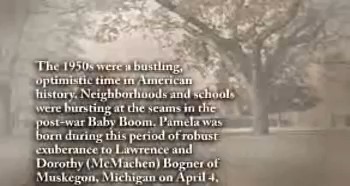 The 1950s were a bustling,
optimistic time in American
history. Neighborhoods and schools
were bursting at the seams in the
post-war Baby Boom. Pamela was
born during this period of robust
exuberance to Lawrence and
Dorothy (McMachen) Bogner of
Muskegon, Michigan on April 4,